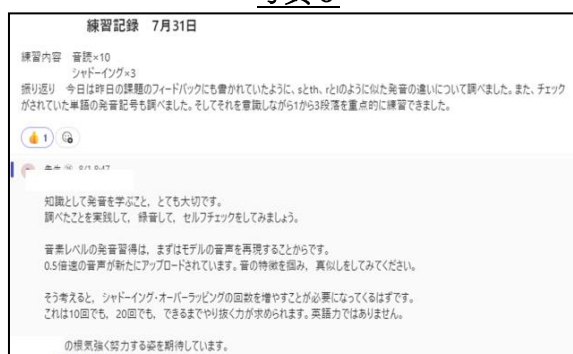 練習記録　7月31日
練習内容　音読×10
シャドーイング×3
振り返り　今日は昨日の課題のフィードバックにも書かれていたように、sとth、rとlのように似た発音の違いについて調べました。また、チェック
がされていた単語の発音記号も調べました。そしてそれを意識しながら1から3段落を重点的に練習できました。
1
8/1 8:47
知識として発音を学ぶこと、とても大切です。
調べたことを実践して、録音して、セルフチェックをしてみましょう。
音素レベルの発音習得は、まずはモデルの音声を再現することからです。
0.5倍速の音声が新たにアップロードされています。音の特徴を掴み、真似しをしてみてください。
そう考えると、シャドーイング・オーバーラッピングの回数を増やすことが必要になってくるはずです。
これは10回でも、20回でも、できるまでやり抜く力が求められます。英語力ではありません。
の根気強く努力する姿を期待しています。